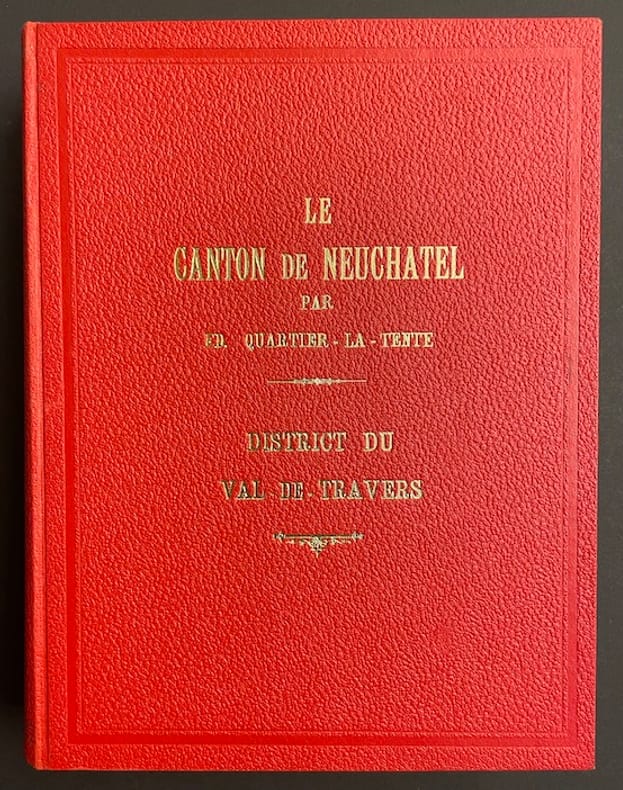 LE
CANTON DE NEUCHATEL
PAR
ED. QUARTIER-LA-TENTE
DISTRICT DU
VAL-DE-TRAVERS